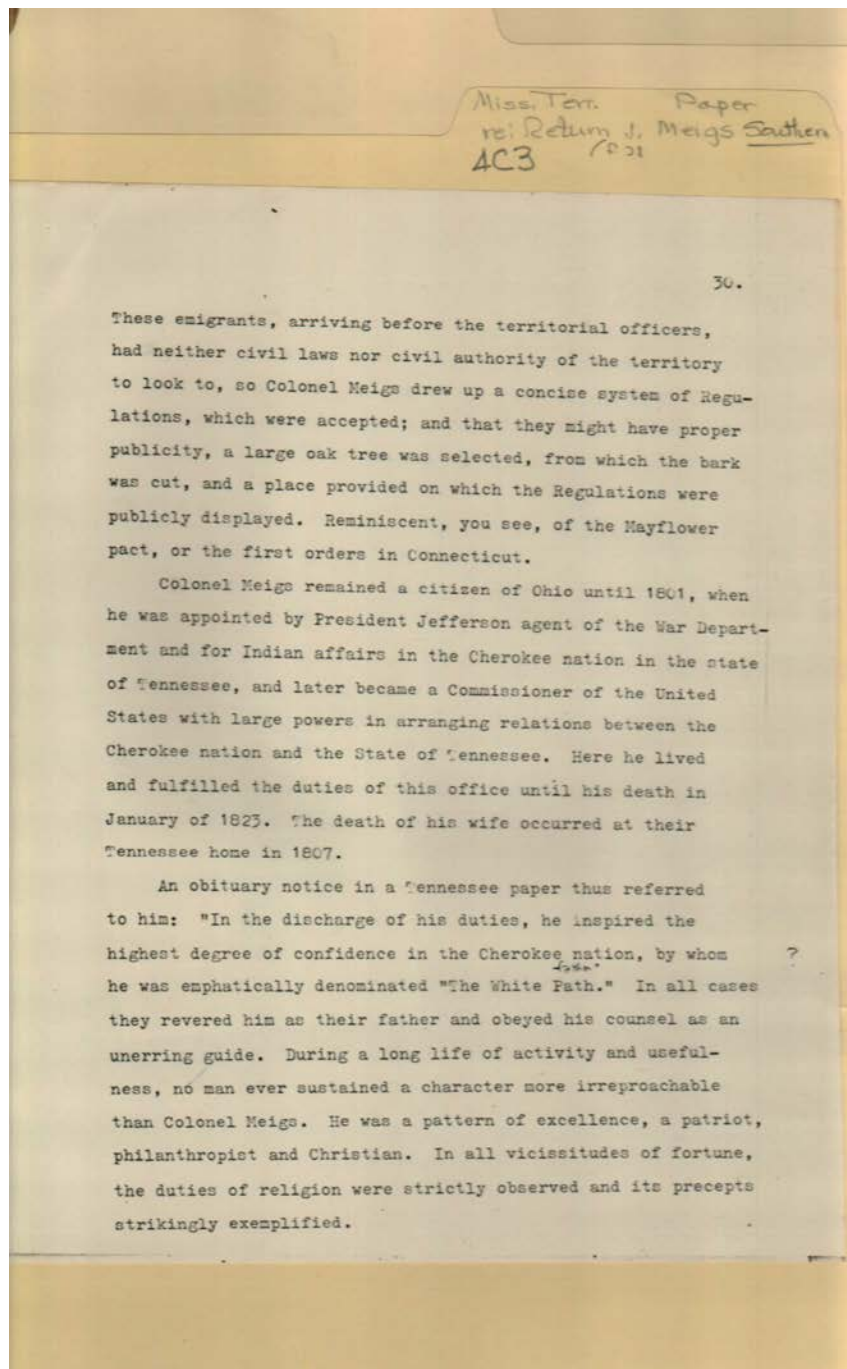 Miss. Terr. Paper
re: Return J. Meigs Southern
4C3
30.
These emigrants, arriving before the territorial officers,
had neither civil laws nor civil authority of the territory
to look to, so Colonel Meigs drew up a concise system of Regu-
lations, which were accepted; and that they might have proper
publicity, a large oak tree was selected, from which the bark
was cut, and a place provided on which the Regulations were
publicly displayed. Reminiscent, you see, of the Mayflower
pact, or the first orders in Connecticut.
Colonel Meigs remained a citizen of Ohio until 1801, when
he was appointed by President Jefferson agent of the War Depart-
ment and for Indian affairs in the Cherokee nation in the state
of Tennessee, and later became a Commissioner of the United
States with large powers in arranging relations between the
Cherokee nation and the State of Tennessee. Here he lived
and fulfilled the duties of this office until his death in
January of 1823. The death of his wife occurred at their
Tennessee home in 1807.
An obituary notice in a Tennessee paper thus referred
to him: "In the discharge of his duties, he inspired the
highest degree of confidence in the Cherokee nation, by whom ?
he was emphatically denominated "The White Path." In all cases
they revered him as their father and obeyed his counsel as an
unerring guide. During a long life of activity and useful-
ness, no man ever sustained a character more irreproachable
than Colonel Meigs. He was a pattern of excellence, a patriot,
philanthropist and Christian. In all vicissitudes of fortune,
the duties of religion were strictly observed and its precepts
strikingly exemplified.